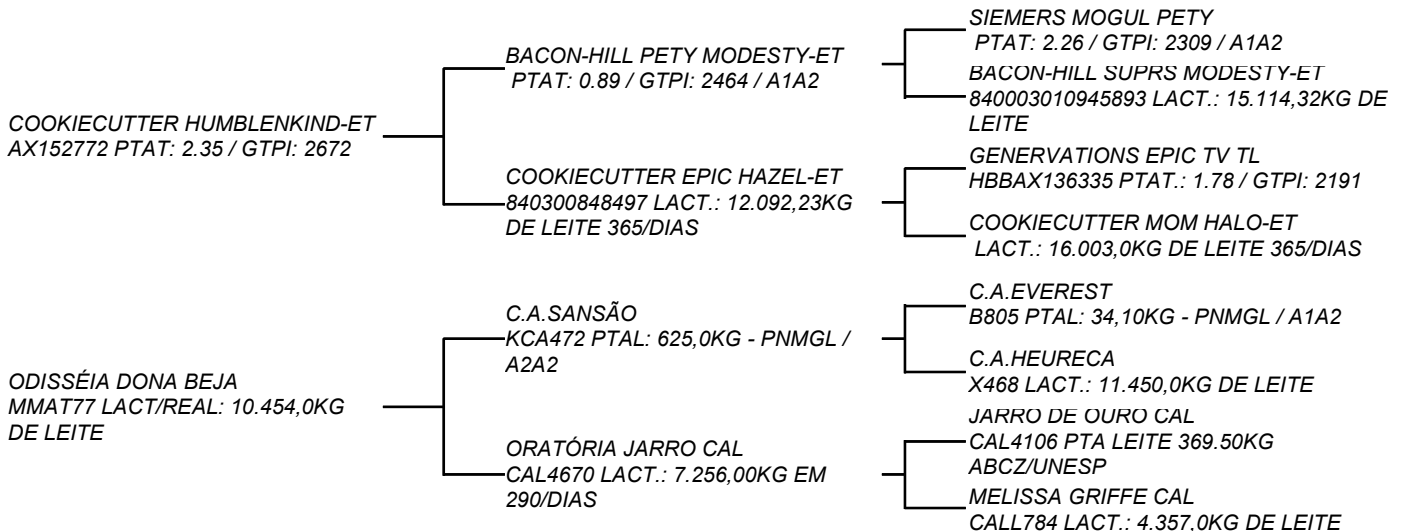 COOKIECUTTER HUMBLENKIND-ET
AX152772 PTAT: 2.35 / GTPI: 2672
BACON-HILL PETY MODESTY-ET
PTAT: 0.89 / GTPI: 2464 / A1A2
SIEMERS MOGUL PETY
PTAT: 2.26 / GTPI: 2309 / A1A2
BACON-HILL SUPRS MODESTY-ET
840003010945893 LACT.: 15.114,32KG DE
LEITE
COOKIECUTTER EPIC HAZEL-ET
840300848497 LACT.: 12.092,23KG
DE LEITE 365/DIAS
GENERVATIONS EPIC TV TL
HBBAX136335 PTAT.: 1.78 / GTPI: 2191
COOKIECUTTER MOM HALO-ET
LACT.: 16.003,0KG DE LEITE 365/DIAS
ODISSÉIA DONA BEJA
MMAT77 LACT/REAL: 10.454,0KG
DE LEITE
C.A.SANSÃO
KCA472 PTAL: 625,0KG - PNMGL /
A2A2
C.A.EVEREST
B805 PTAL: 34,10KG - PNMGL / A1A2
C.A.HEURECA
X468 LACT.: 11.450,0KG DE LEITE
ORATÓRIA JARRO CAL
CAL4670 LACT.: 7.256,00KG EM
290/DIAS
JARRO DE OURO CAL
CAL4106 PTA LEITE 369.50KG
ABCZ/UNESP
MELISSA GRIFFE CAL
CALL784 LACT.: 4.357,0KG DE LEITE